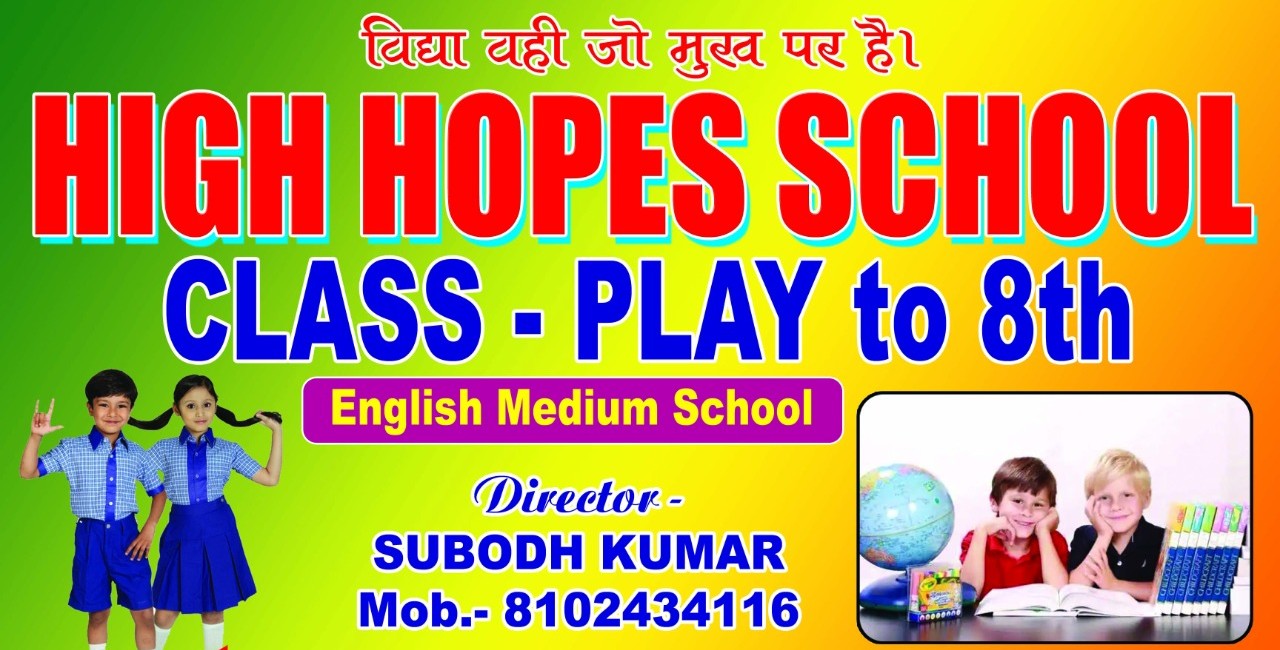 विद्या वही जो मुख पर है।
HIGH HOPES SCHOOL
CLASS - PLAY to 8th
English Medium School
Director -
SUBODH KUMAR
Mob.- 8102434116